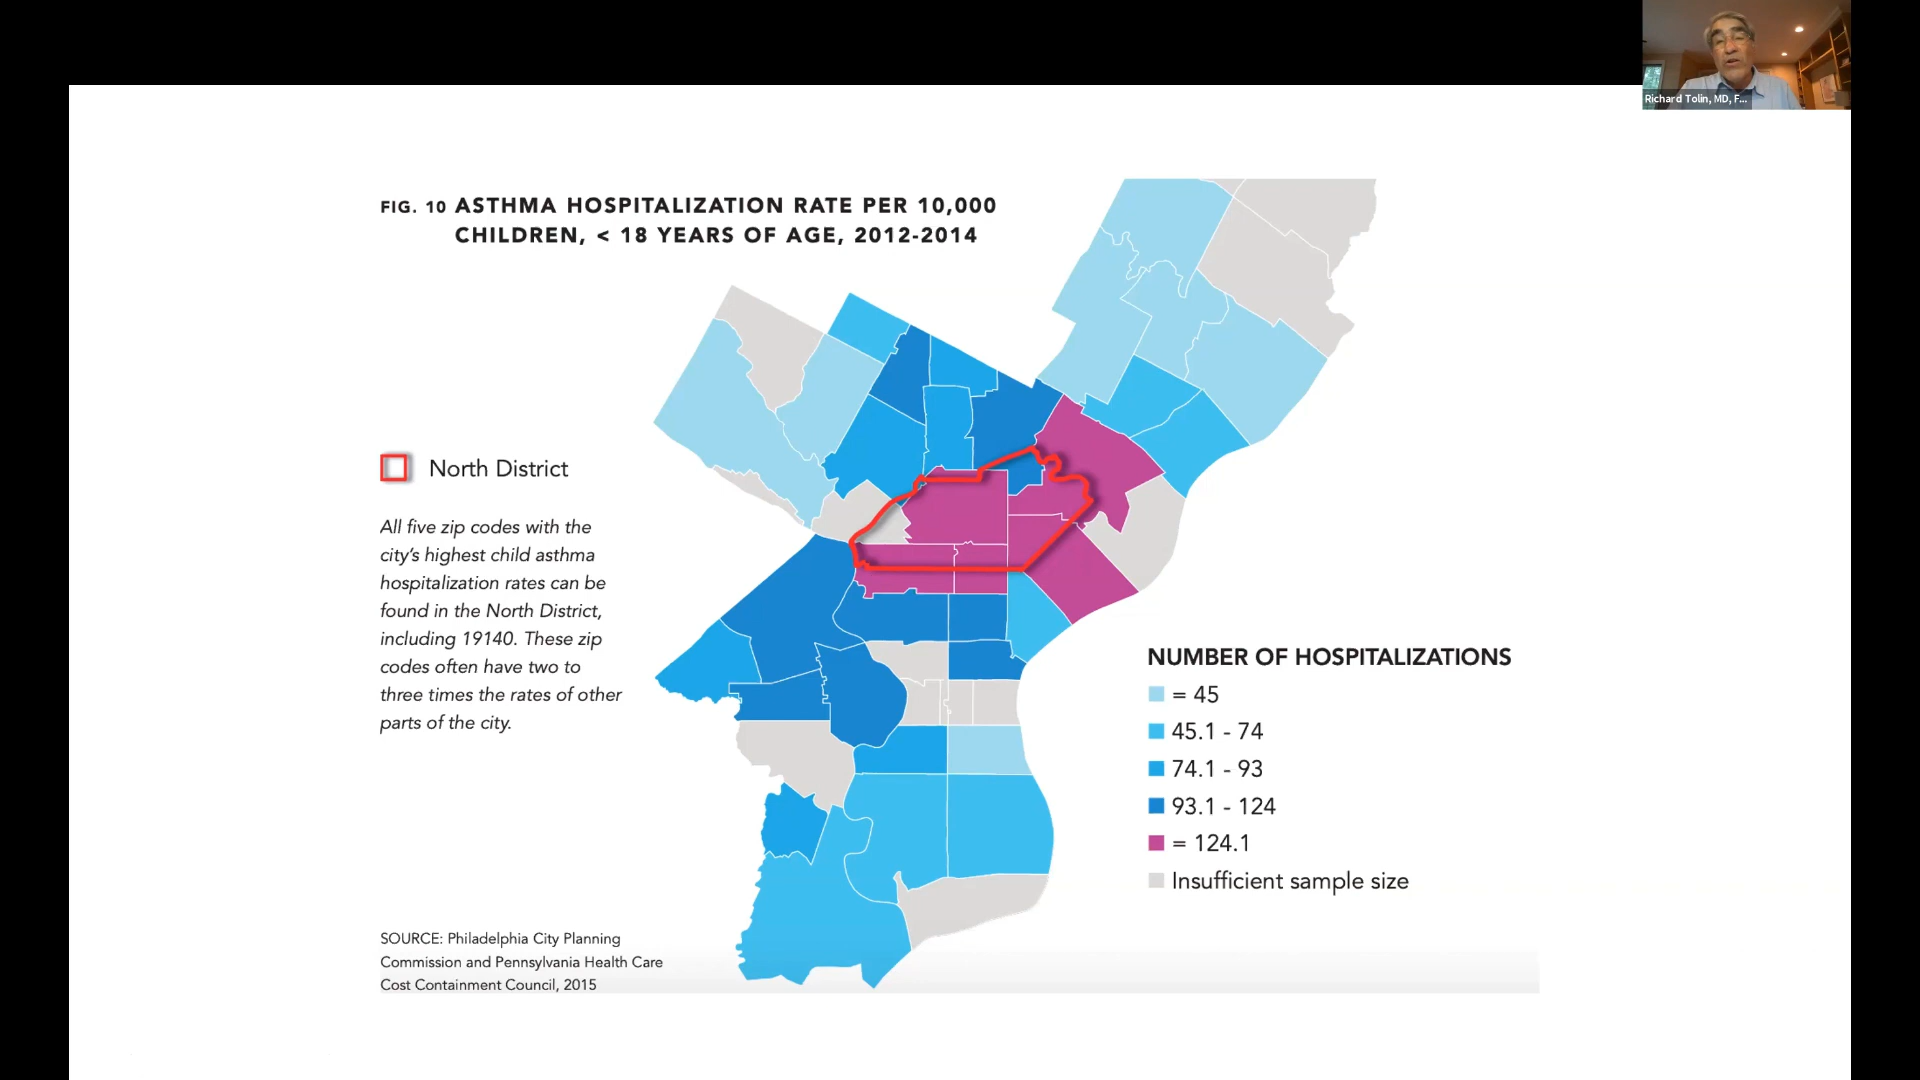 Richard Tolin, MD, F...
FIG. 10 ASTHMA HOSPITALIZATION RATE PER 10,000
CHILDREN, < 18 YEARS OF AGE, 2012-2014
North District
All five zip codes with the
city's highest child asthma
hospitalization rates can be
found in the North District,
including 19140. These zip
codes often have two to
three times the rates of other
parts of the city.
NUMBER OF HOSPITALIZATIONS
= 45
45.1 - 74
74.1 - 93
93.1 - 124
= 124.1
Insufficient sample size
SOURCE: Philadelphia City Planning
Commission and Pennsylvania Health Care
Cost Containment Council, 2015